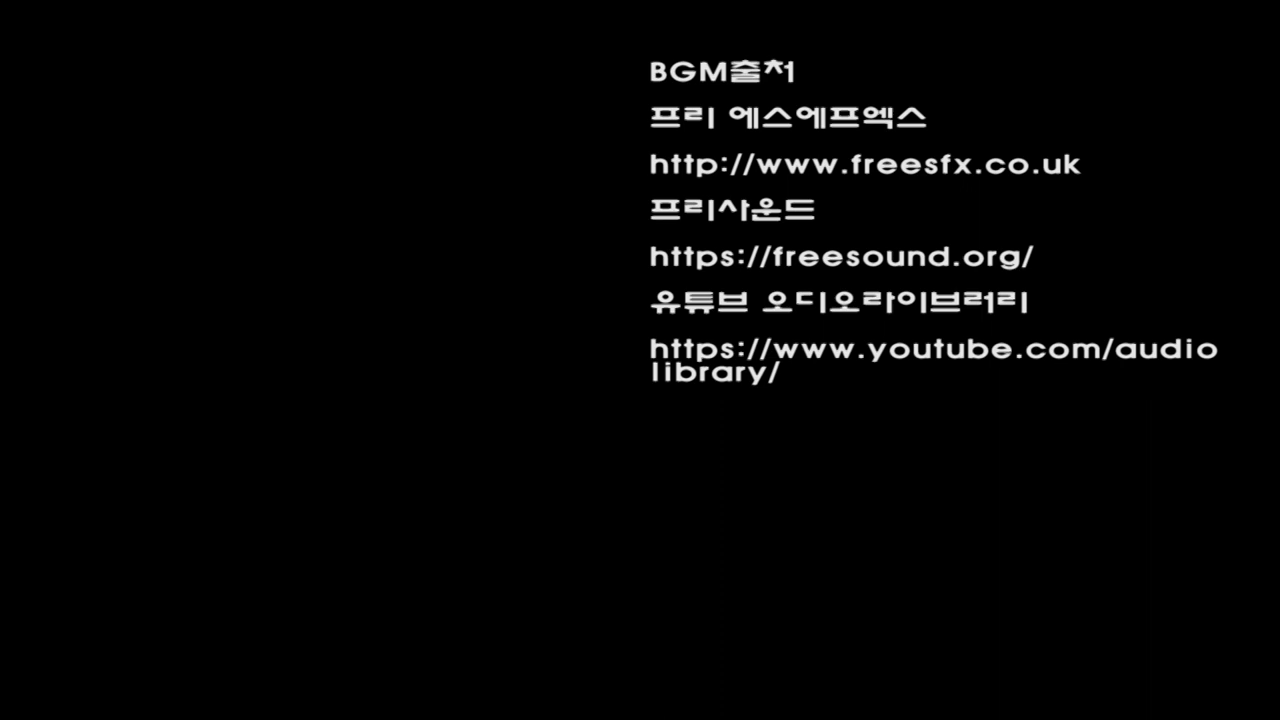 BGM출처
프리 에스에프엑스
http://www.freesfx.co.uk
프리사운드
https://freesound.org/
유튜브 오디오라이브러리
https://www.youtube.com/audio
library/